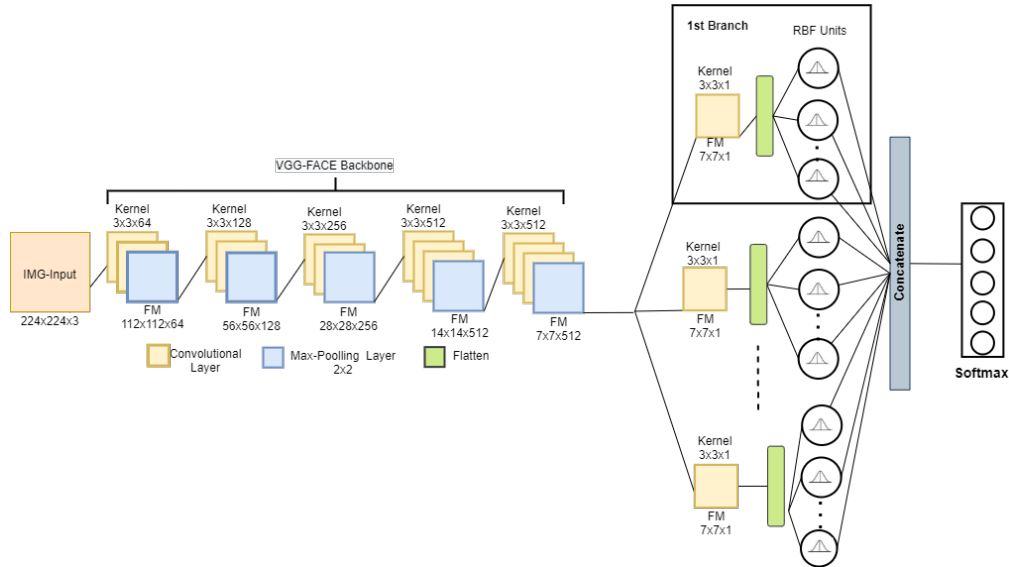 1st Branch
RBF Units
Kernel
3x3x1
FM
7x7x1
VGG-FACE Backbone
Kernel
3x3x64
Kernel
3x3x128
Kernel
3x3x256
Kernel
3x3x512
Kernel
3x3x512
IMG-Input
224x224x3
FM
112x112x64
FM
56x56x128
FM
28x28x256
FM
14x14x512
FM
7x7x512
Convolutional
Layer
Max-Poolling Layer
2x2
Flatten
Kernel
3x3x1
FM
7x7x1
Kernel
3x3x1
FM
7x7x1
Concatenate
Softmax